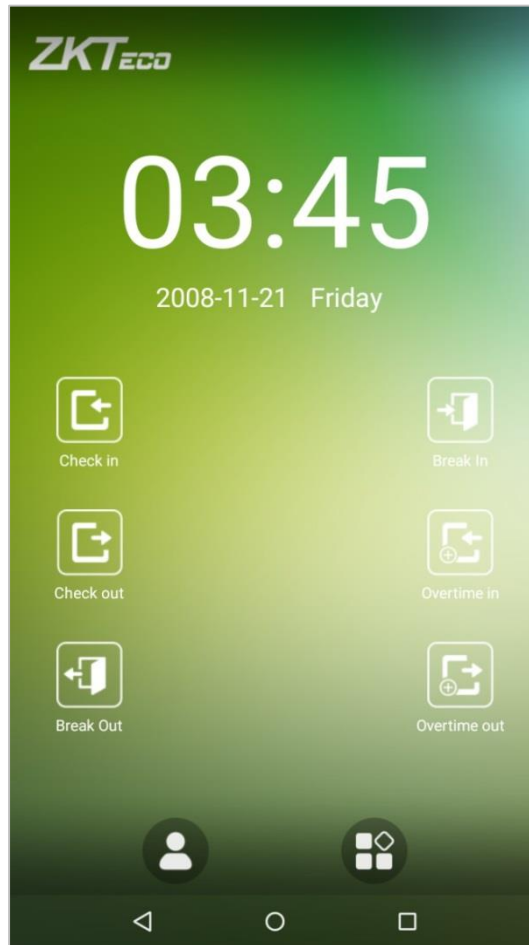 ZKTECO
03:45
2008-11-21 Friday
Check in
Break In
Check out
Overtime in
Break Out
Overtime out